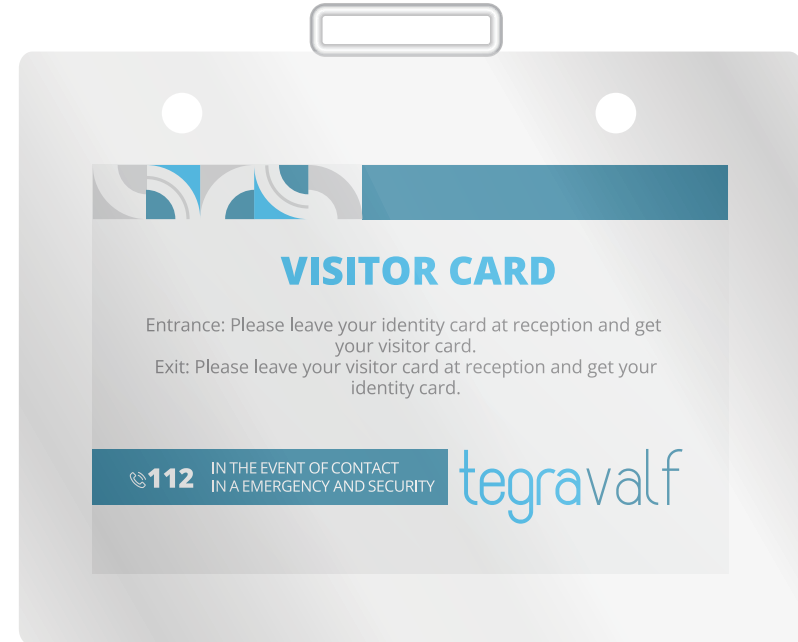 VISITOR CARD
Entrance: Please leave your identity card at reception and get
your visitor card.
Exit: Please leave your visitor card at reception and get your
identity card.
112
IN THE EVENT OF CONTACT
IN A EMERGENCY AND SECURITY
tegravalf